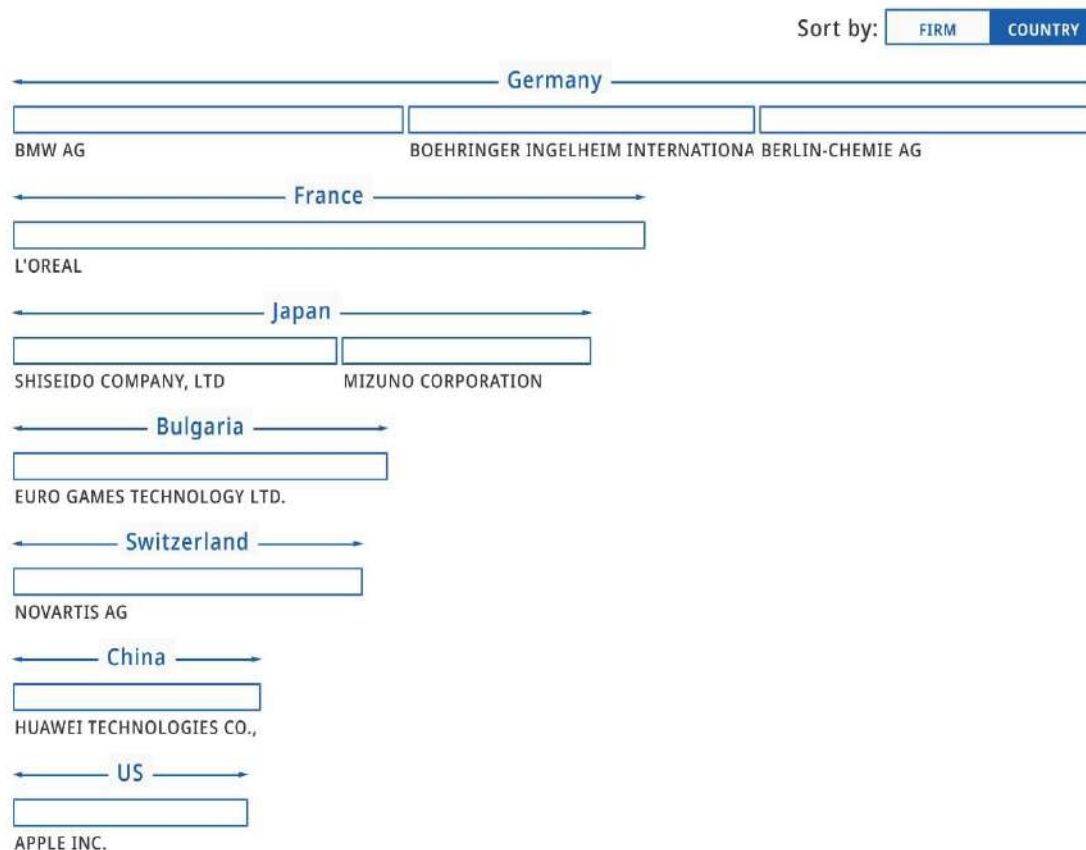 Sort by: FIRM COUNTRY
Germany
BMW AG BOEHRINGER INGELHEIM INTERNATIONA BERLIN-CHEMIE AG
France
L'OREAL
Japan
SHISEIDO COMPANY, LTD MIZUNO CORPORATION
Bulgaria
EURO GAMES TECHNOLOGY LTD.
Switzerland
NOVARTIS AG
China
HUAWEI TECHNOLOGIES CO.,
US
APPLE INC.